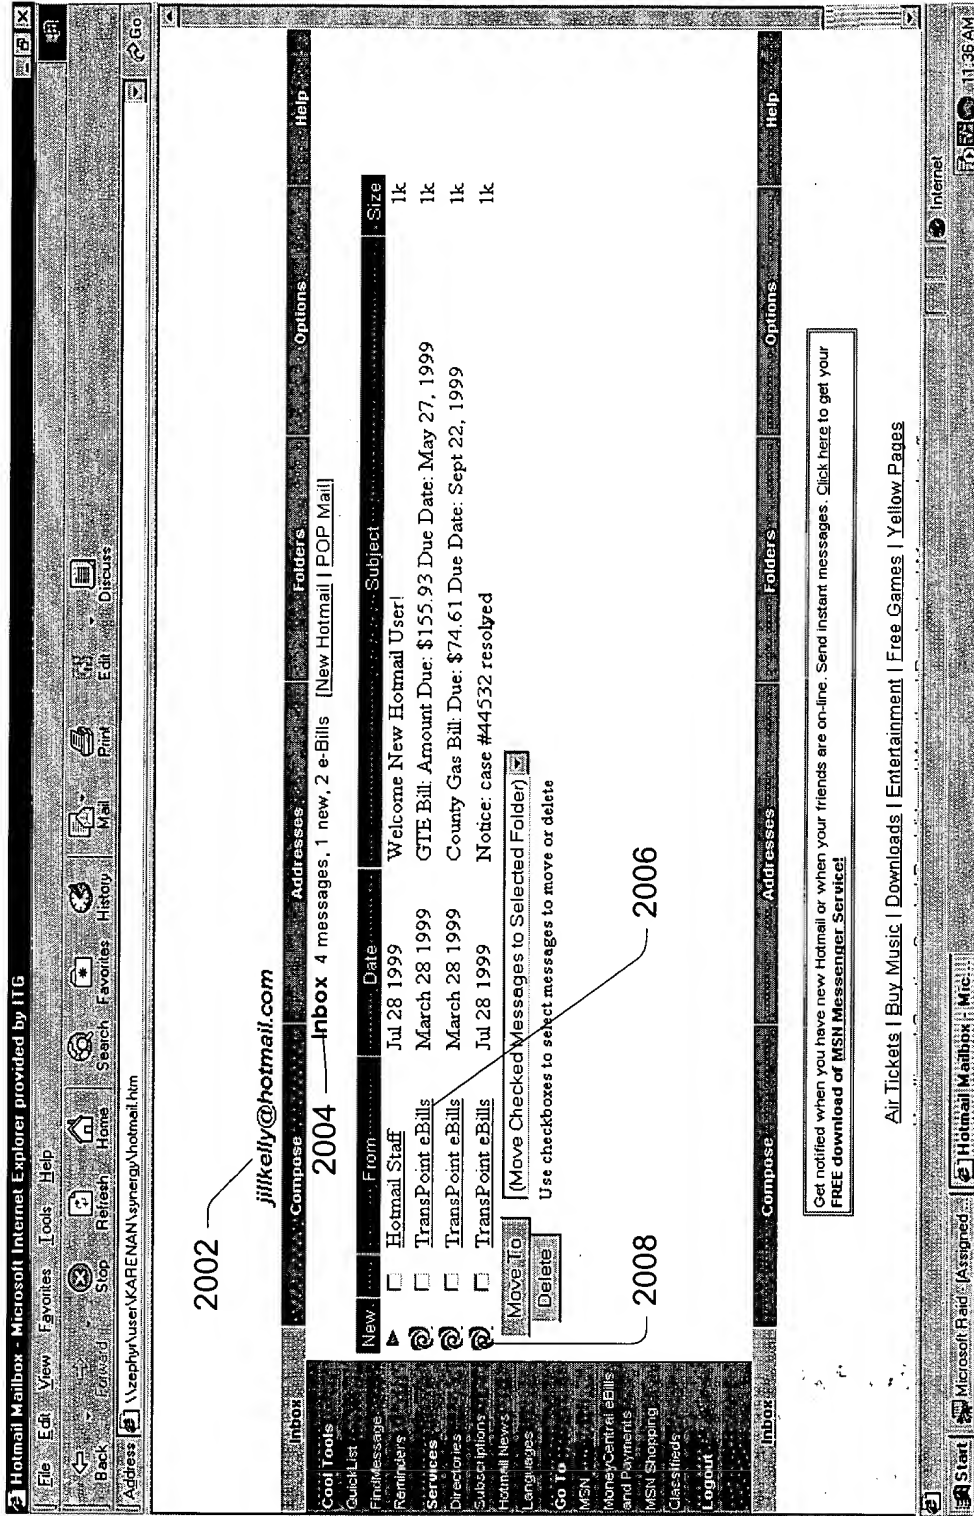 Hotmail Mailbox - Microsoft Internet Explorer provided by ITG
File Edit View Favorites Tools Help
Back Forward Stop Refresh Home Search Favorites History Mail Print Edit Discuss
Address \\zephyr\user\KARENAN\synergy\hotmail.htm Go
2002
jillkelly@hotmail.com
Inbox Compose Addresses Folders Options Help
2004 Inbox 4 messages, 1 new, 2 e-Bills [New Hotmail | POP Mail]
Cool Tools
QuickList
FindMessage
Reminders
Services
Directories
Subscriptions
Hotmail News
Languages
Go To
MSN
MoneyCentral eBills
and Payments
MSN Shopping
Classifieds
Logout
New From Date Subject Size
Hotmail Staff Jul 28 1999 Welcome New Hotmail User! 1k
TransPoint eBills March 28 1999 GTE Bill: Amount Due: $155.93 Due Date: May 27, 1999 1k
TransPoint eBills March 28 1999 County Gas Bill: Due: $74.61 Due Date: Sept 22, 1999 1k
TransPoint eBills Jul 28 1999 Notice: case #44532 resolved 1k
Move To (Move Checked Messages to Selected Folder)
Delete Use checkboxes to select messages to move or delete
2008
2006
Inbox Compose Addresses Folders Options Help
Get notified when you have new Hotmail or when your friends are on-line. Send instant messages. Click here to get your
FREE download of MSN Messenger Service!
Air Tickets | Buy Music | Downloads | Entertainment | Free Games | Yellow Pages
Internet
Start Microsoft Raid - [Assigned ... Hotmail Mailbox - Mic... 11:36 AM